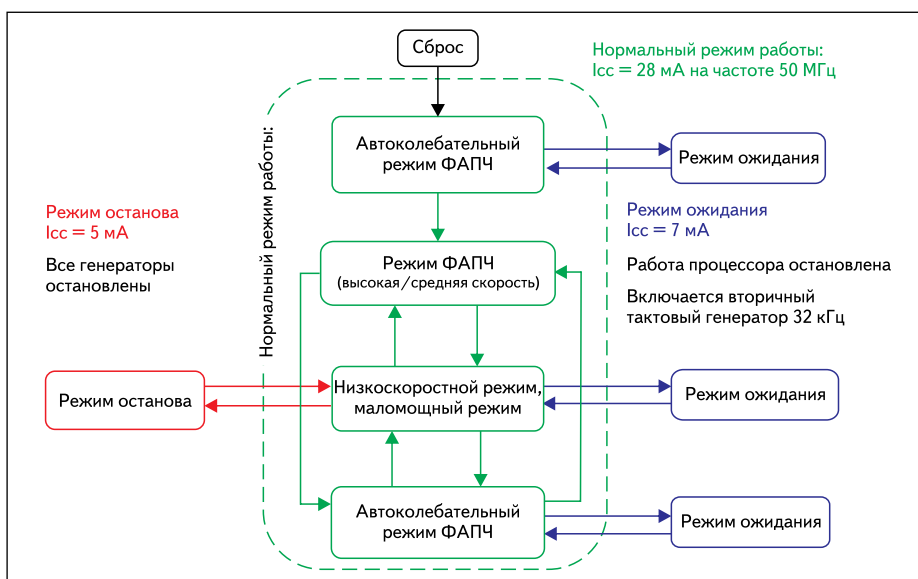 Сброс
Нормальный режим работы:
Icc = 28 мА на частоте 50 МГц
Нормальный режим работы:
Автоколебательный
режим ФАПЧ
Режим ожидания
Режим останова
Icc = 5 мА
Все генераторы
остановлены
Режим ФАПЧ
(высокая/средняя скорость)
Режим ожидания
Icc = 7 мА
Работа процессора остановлена
Включается вторичный
тактовый генератор 32 кГц
Режим останова
Низкоскоростной режим,
маломощный режим
Режим ожидания
Автоколебательный
режим ФАПЧ
Режим ожидания